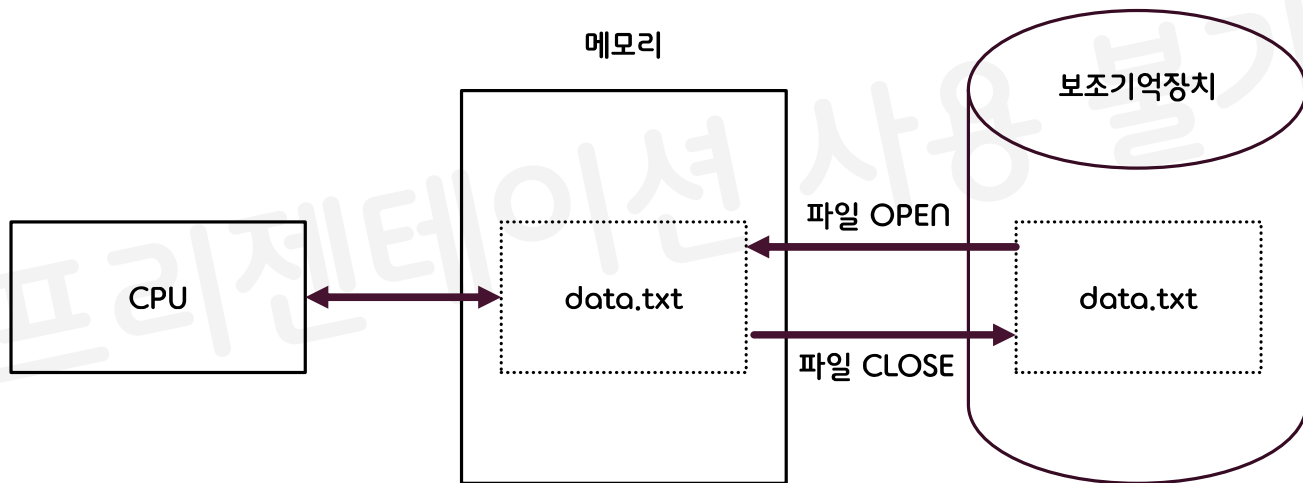 메모리
보조기억장치
파일 OPEN
CPU
data.txt
data.txt
파일 CLOSE
프리젠테이션 사용 불가